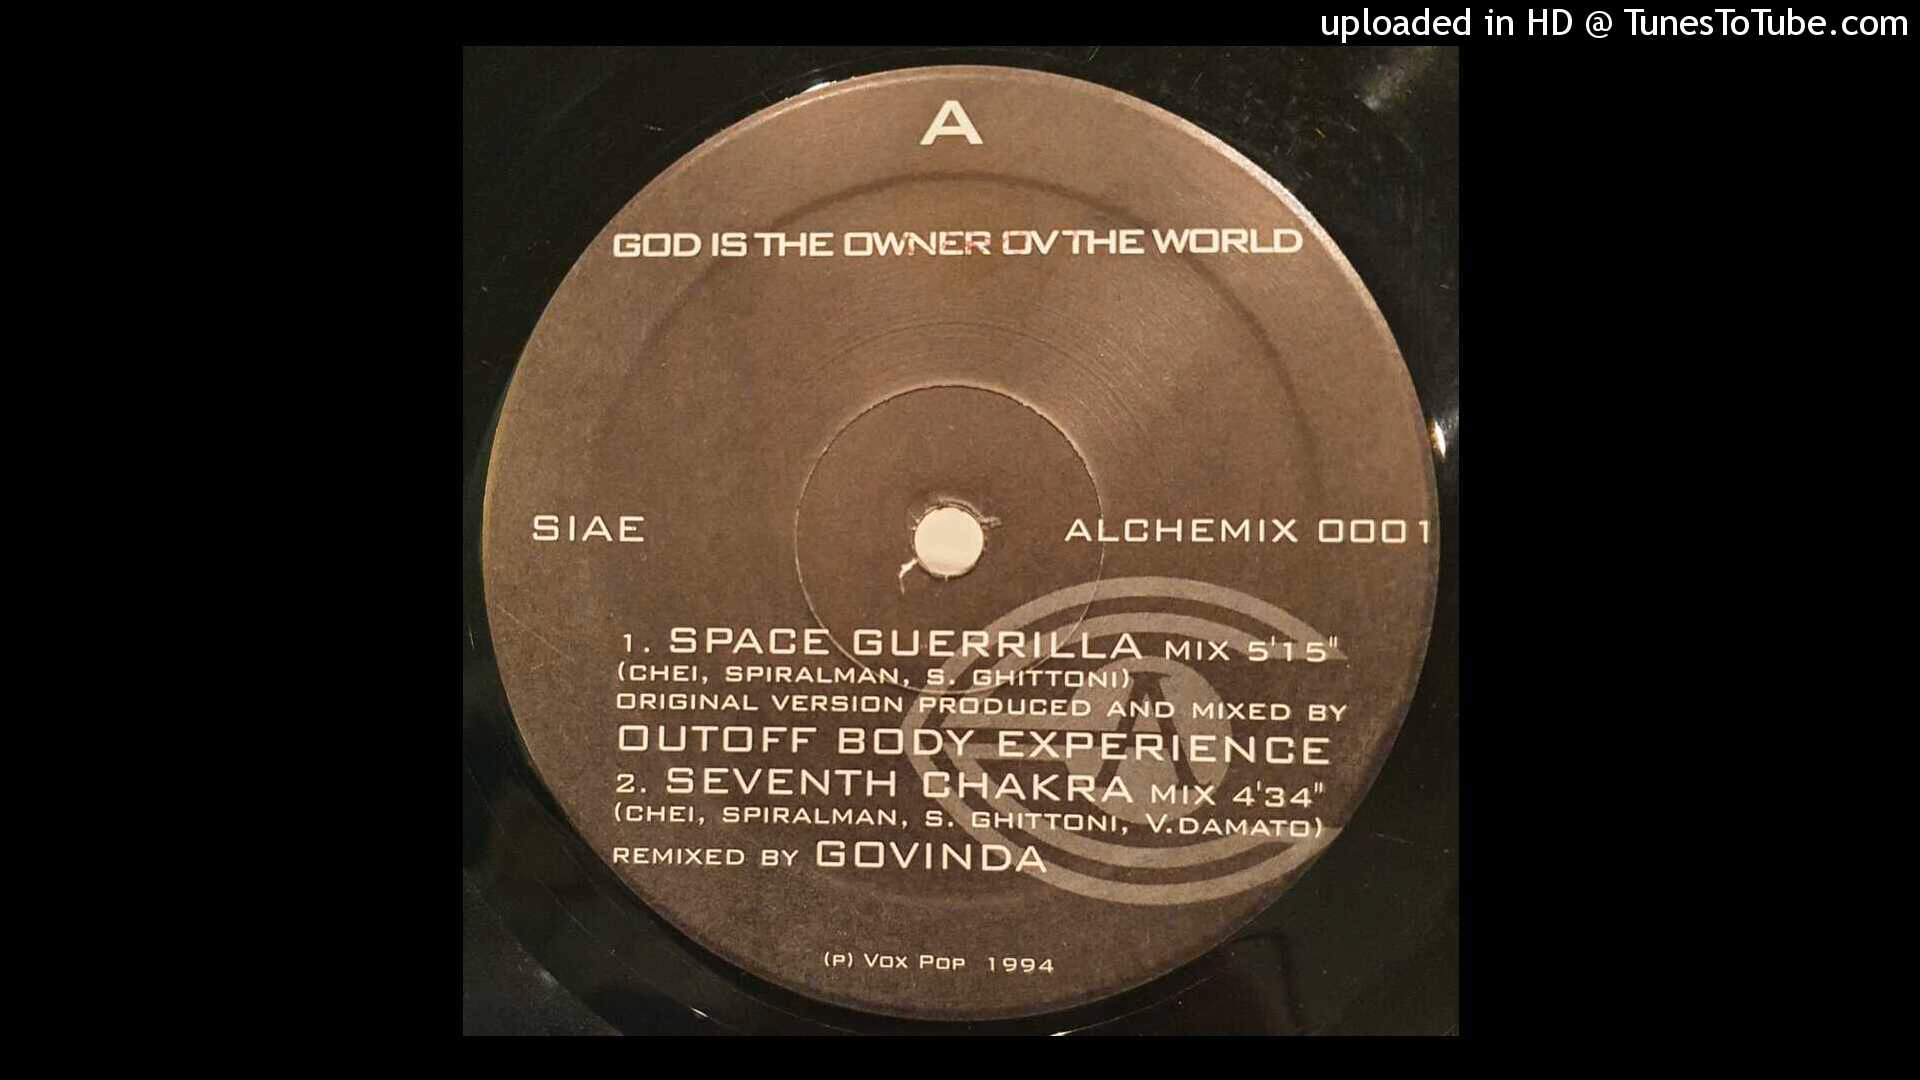 uploaded in HD @ TunesToTube.com
A
GOD IS THE OWNER OV THE WORLD
SIAE
ALCHEMIX 0001
1. SPACE GUERRILLA MIX 5'15"
(CHEI, SPIRALMAN, S. GHITTONI)
ORIGINAL VERSION PRODUCED AND MIXED BY
OUTOFF BODY EXPERIENCE
2. SEVENTH CHAKRA MIX 4'34"
(CHEI, SPIRALMAN, S. GHITTONI, V.DAMATO)
REMIXED BY GOVINDA
(P) VOX POP 1994